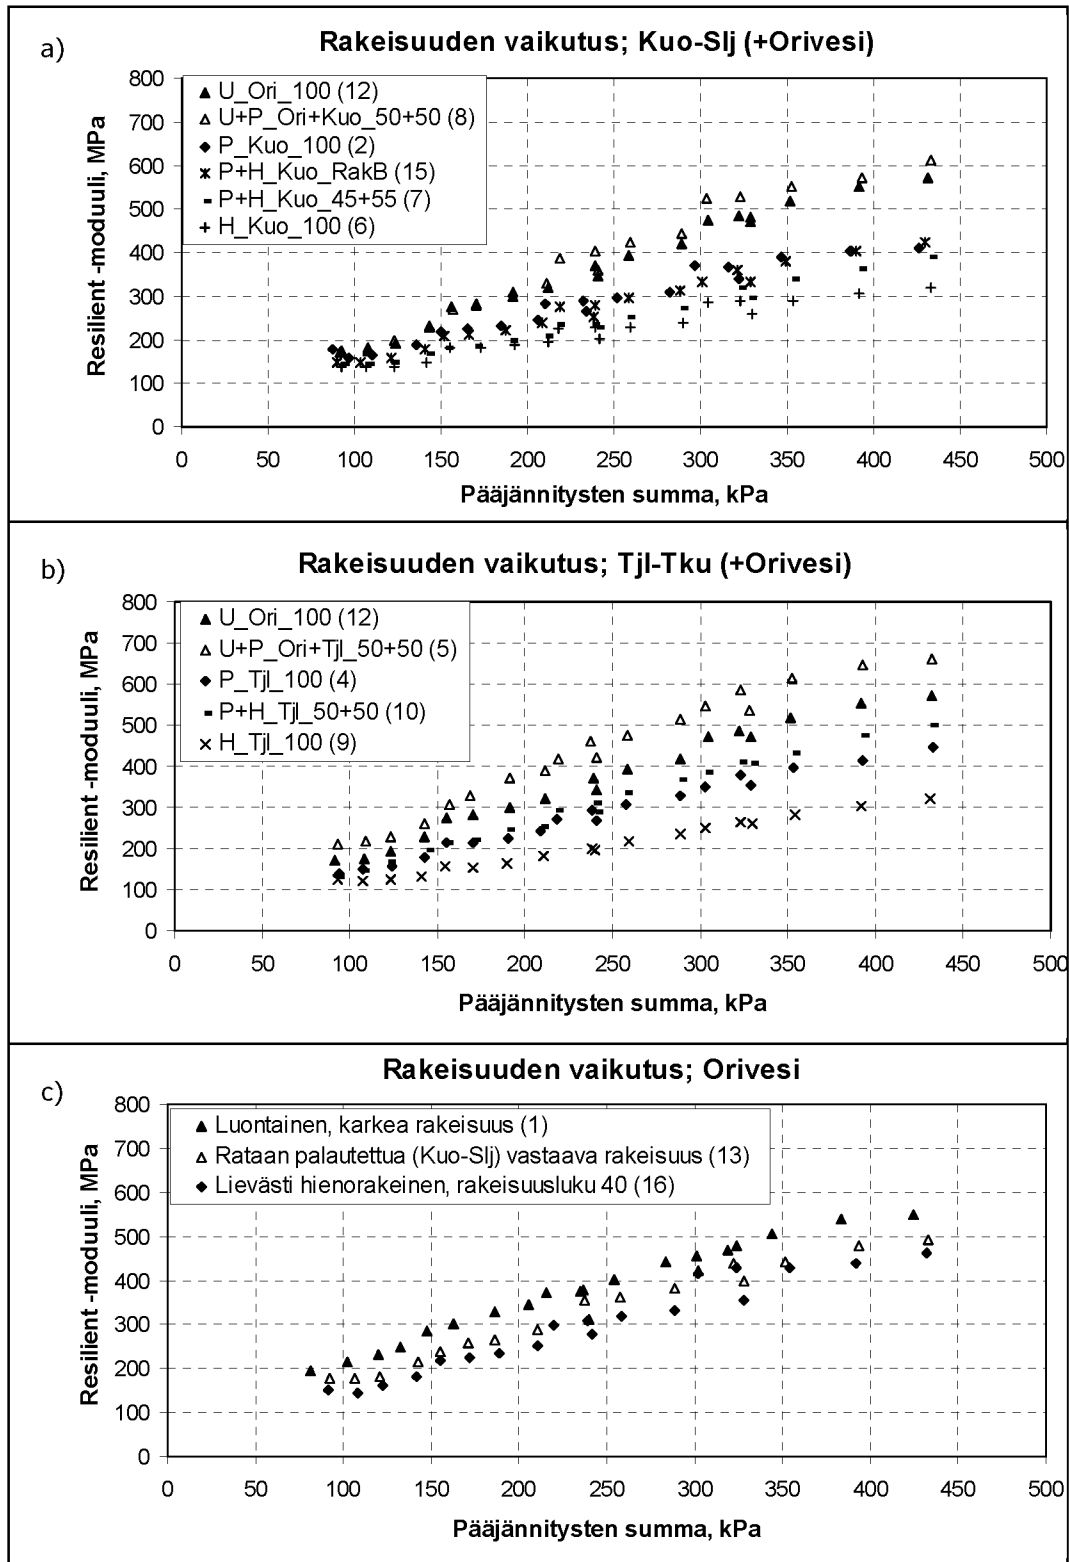 a)
Rakeisuuden vaikutus; Kuo-Slj (+Orivesi)
Resilient -moduuli, MPa
800
700
600
500
400
300
200
100
0
U_Ori_100 (12)
U+P_Ori+Kuo_50+50 (8)
P_Kuo_100 (2)
P+H_Kuo_RakB (15)
P+H_Kuo_45+55 (7)
H_Kuo_100 (6)
0 50 100 150 200 250 300 350 400 450 500
Pääjännitysten summa, kPa
b)
Rakeisuuden vaikutus; Tjl-Tku (+Orivesi)
Resilient -moduuli, MPa
800
700
600
500
400
300
200
100
0
U_Ori_100 (12)
U+P_Ori+Tjl_50+50 (5)
P_Tjl_100 (4)
P+H_Tjl_50+50 (10)
H_Tjl_100 (9)
0 50 100 150 200 250 300 350 400 450 500
Pääjännitysten summa, kPa
c)
Rakeisuuden vaikutus; Orivesi
Resilient -moduuli, MPa
800
700
600
500
400
300
200
100
0
Luontainen, karkea rakeisuus (1)
Rataan palautettua (Kuo-Slj) vastaava rakeisuus (13)
Lievästi hienorakeinen, rakeisuusluku 40 (16)
0 50 100 150 200 250 300 350 400 450 500
Pääjännitysten summa, kPa